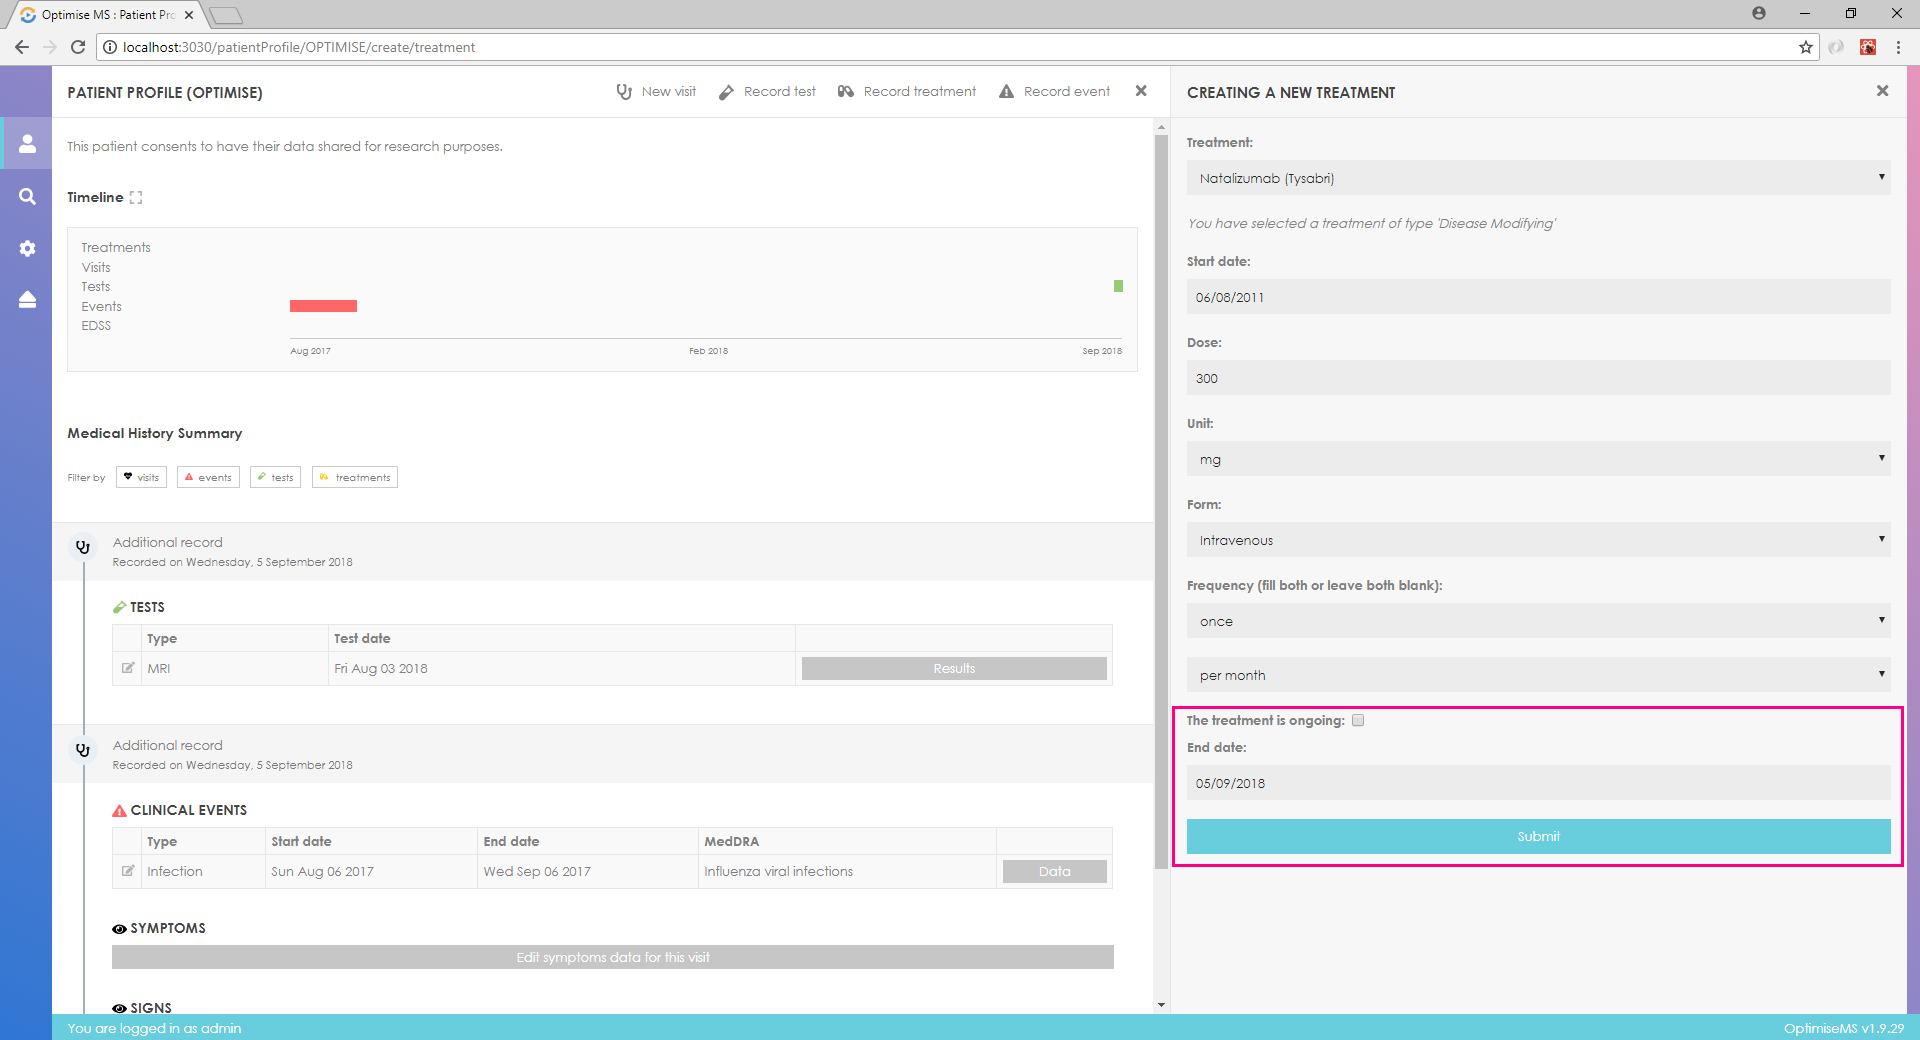 Optimise MS : Patient Pro
localhost:3030/patientProfile/OPTIMISE/create/treatment
PATIENT PROFILE (OPTIMISE)
New visit
Record test
Record treatment
Record event
This patient consents to have their data shared for research purposes.
Timeline
Treatments
Visits
Tests
Events
EDSS
Aug 2017
Feb 2018
Sep 2018
Medical History Summary
Filter by
visits
events
tests
treatments
Additional record
Recorded on Wednesday, 5 September 2018
TESTS
Type Test date
MRI Fri Aug 03 2018 Results
Additional record
Recorded on Wednesday, 5 September 2018
CLINICAL EVENTS
Type Start date End date MedDRA
Infection Sun Aug 06 2017 Wed Sep 06 2017 Influenza viral infections Data
SYMPTOMS
Edit symptoms data for this visit
SIGNS
CREATING A NEW TREATMENT
Treatment:
Natalizumab (Tysabri)
You have selected a treatment of type 'Disease Modifying'
Start date:
06/08/2011
Dose:
300
Unit:
mg
Form:
Intravenous
Frequency (fill both or leave both blank):
once
per month
The treatment is ongoing:
End date:
05/09/2018
Submit
You are logged in as admin
OptimiseMS v1.9.29